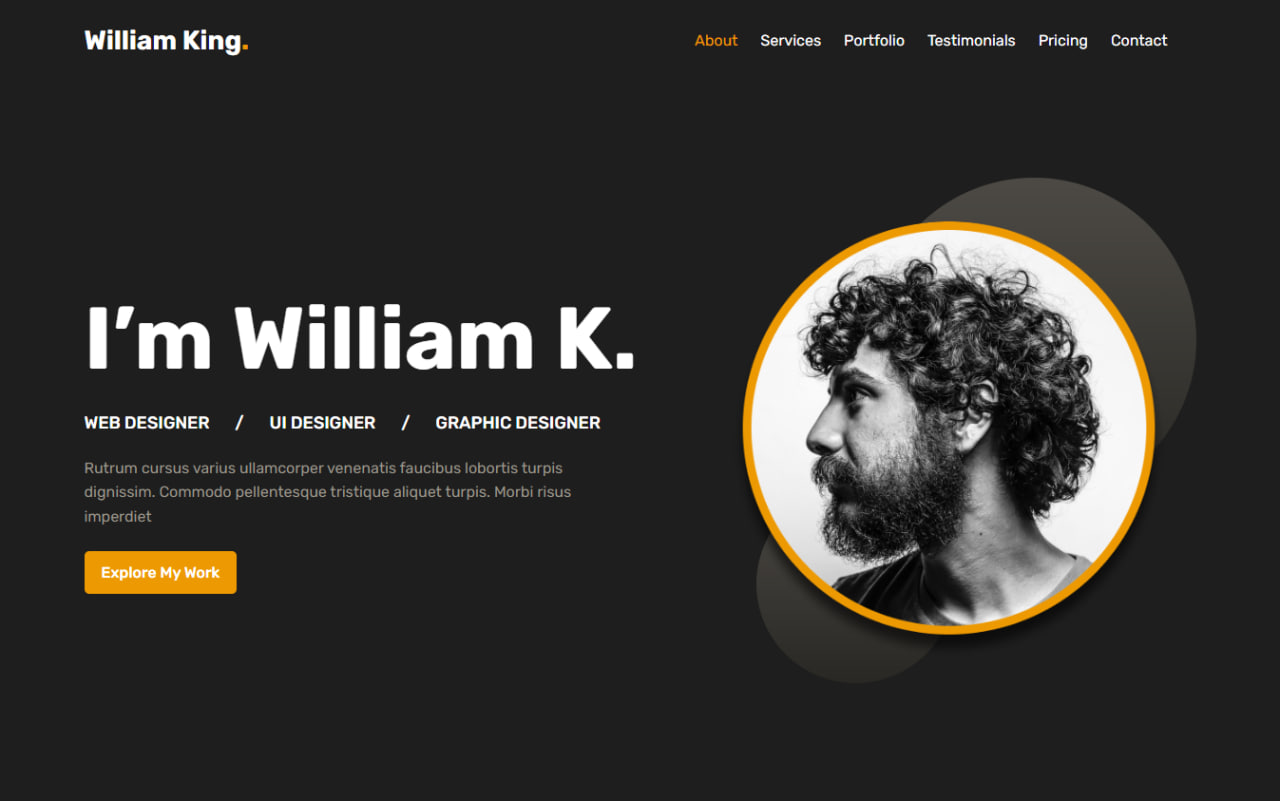 William King.
About Services Portfolio Testimonials Pricing Contact
I’m William K.
WEB DESIGNER / UI DESIGNER / GRAPHIC DESIGNER
Rutrum cursus varius ullamcorper venenatis faucibus lobortis turpis
dignissim. Commodo pellentesque tristique aliquet turpis. Morbi risus
imperdiet
Explore My Work